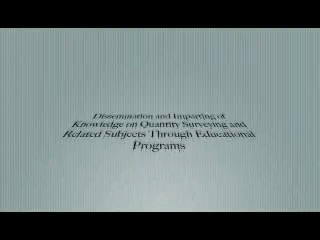 Dissemination and Imparting of
Knowledge on Quantity Surveying and
Related Subjects Through Educational
Programs